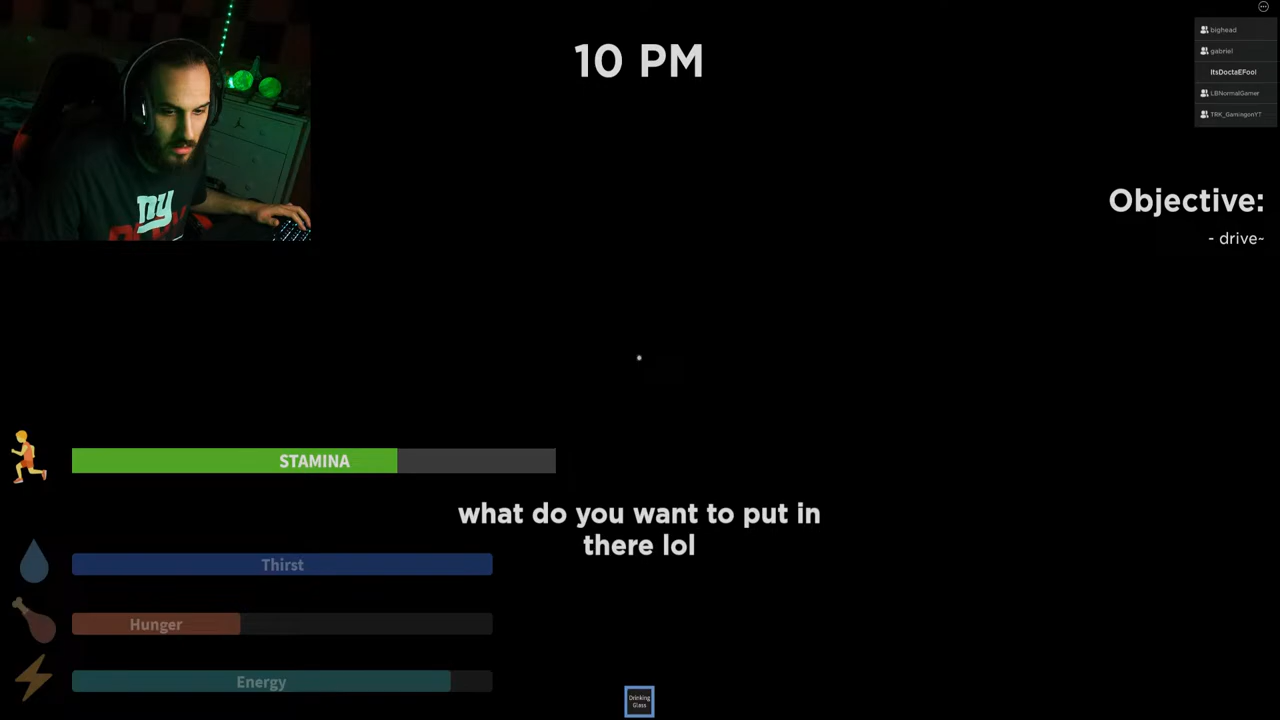 10 PM
bighead
gabriel
ItsDoctaEFool
LBNormalGamer
TRK_GamingonYT
Objective:
- drive~
ny
STAMINA
what do you want to put in
there lol
Thirst
Hunger
Energy
Drinking
Glass